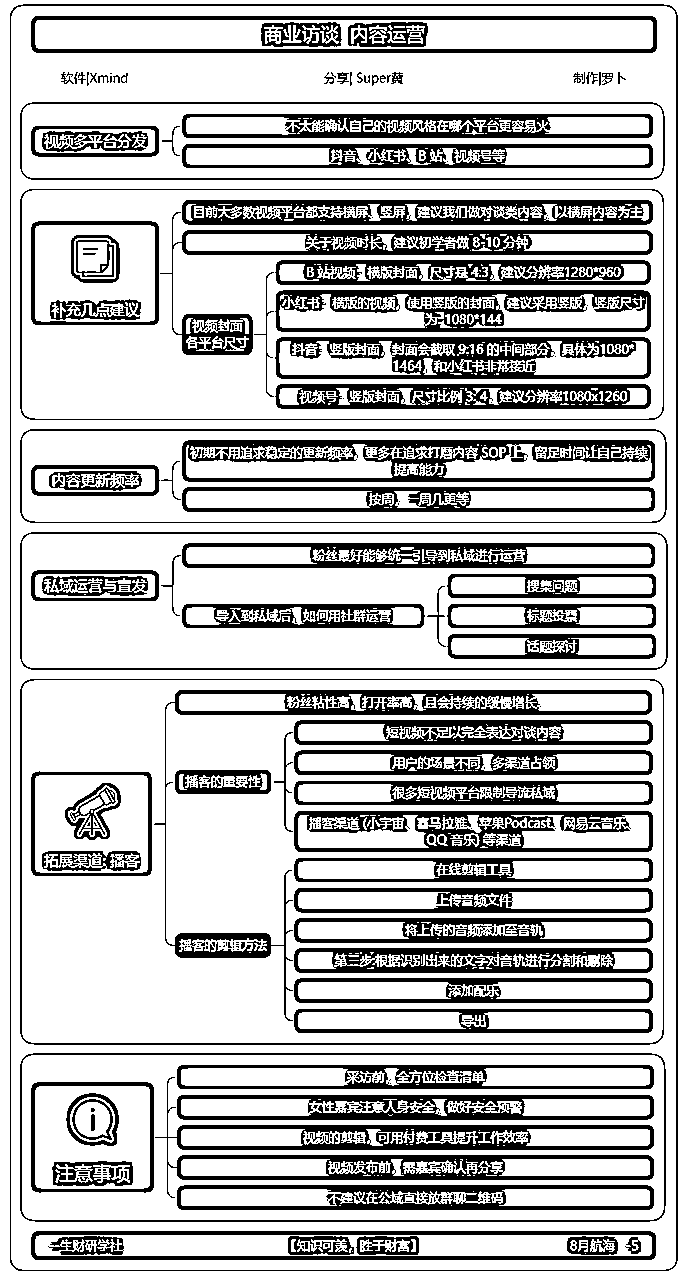 商业访谈 内容运营
软件|Xmind
分享| Super黄
制作|罗卜
视频多平台分发
不太能确认自己的视频风格在哪个平台更容易火
抖音、小红书、B 站、视频号等
补充几点建议
目前大多数视频平台都支持横屏、竖屏，建议我们做对谈类内容，以横屏内容为主
关于视频时长，建议初学者做 8-10 分钟
视频封面
各平台尺寸
B 站视频：横版封面，尺寸是 4:3，建议分辨率1280*960
小红书：横版的视频，使用竖版的封面，建议采用竖版，竖版尺寸
为：1080*144
抖音：竖版封面，封面会截取 9:16 的中间部分，具体为1080*
1464，和小红书非常接近
视频号：竖版封面，尺寸比例 3: 4，建议分辨率1080x1260
内容更新频率
初期不用追求稳定的更新频率，更多在追求打磨内容 SOP 上，留足时间让自己持续
提高能力
按周，一周几更等
私域运营与宣发
粉丝最好能够统一引导到私域进行运营
导入到私域后，如何用社群运营
搜集问题
标题投票
话题探讨
拓展渠道: 播客
粉丝粘性高，打开率高，且会持续的缓慢增长
播客的重要性
短视频不足以完全表达对谈内容
用户的场景不同，多渠道占领
很多短视频平台限制导流私域
播客渠道 (小宇宙、喜马拉雅、苹果Podcast、网易云音乐、
QQ 音乐) 等渠道
播客的剪辑方法
在线剪辑工具
上传音频文件
将上传的音频添加至音轨
第三步:根据识别出来的文字对音轨进行分割和删除
添加配乐
导出
注意事项
采访前，全方位检查清单
女性嘉宾注意人身安全，做好安全预警
视频的剪辑，可用付费工具提升工作效率
视频发布前，需嘉宾确认再分享
不建议在公域直接放群聊二维码
生财研学社
【知识可羡，胜于财富】
8月航海 -5